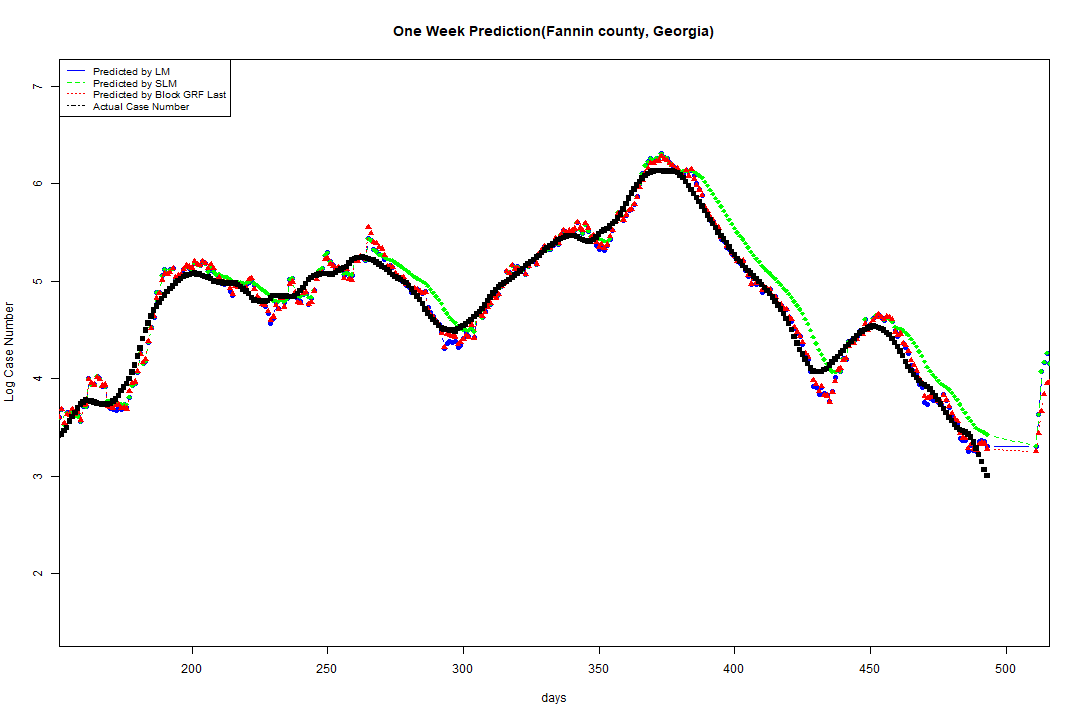 One Week Prediction(Fannin county, Georgia)
Predicted by LM
Predicted by SLM
Predicted by Block GRF Last
Actual Case Number
7
6
5
4
3
2
Log Case Number
200 250 300 350 400 450 500
days